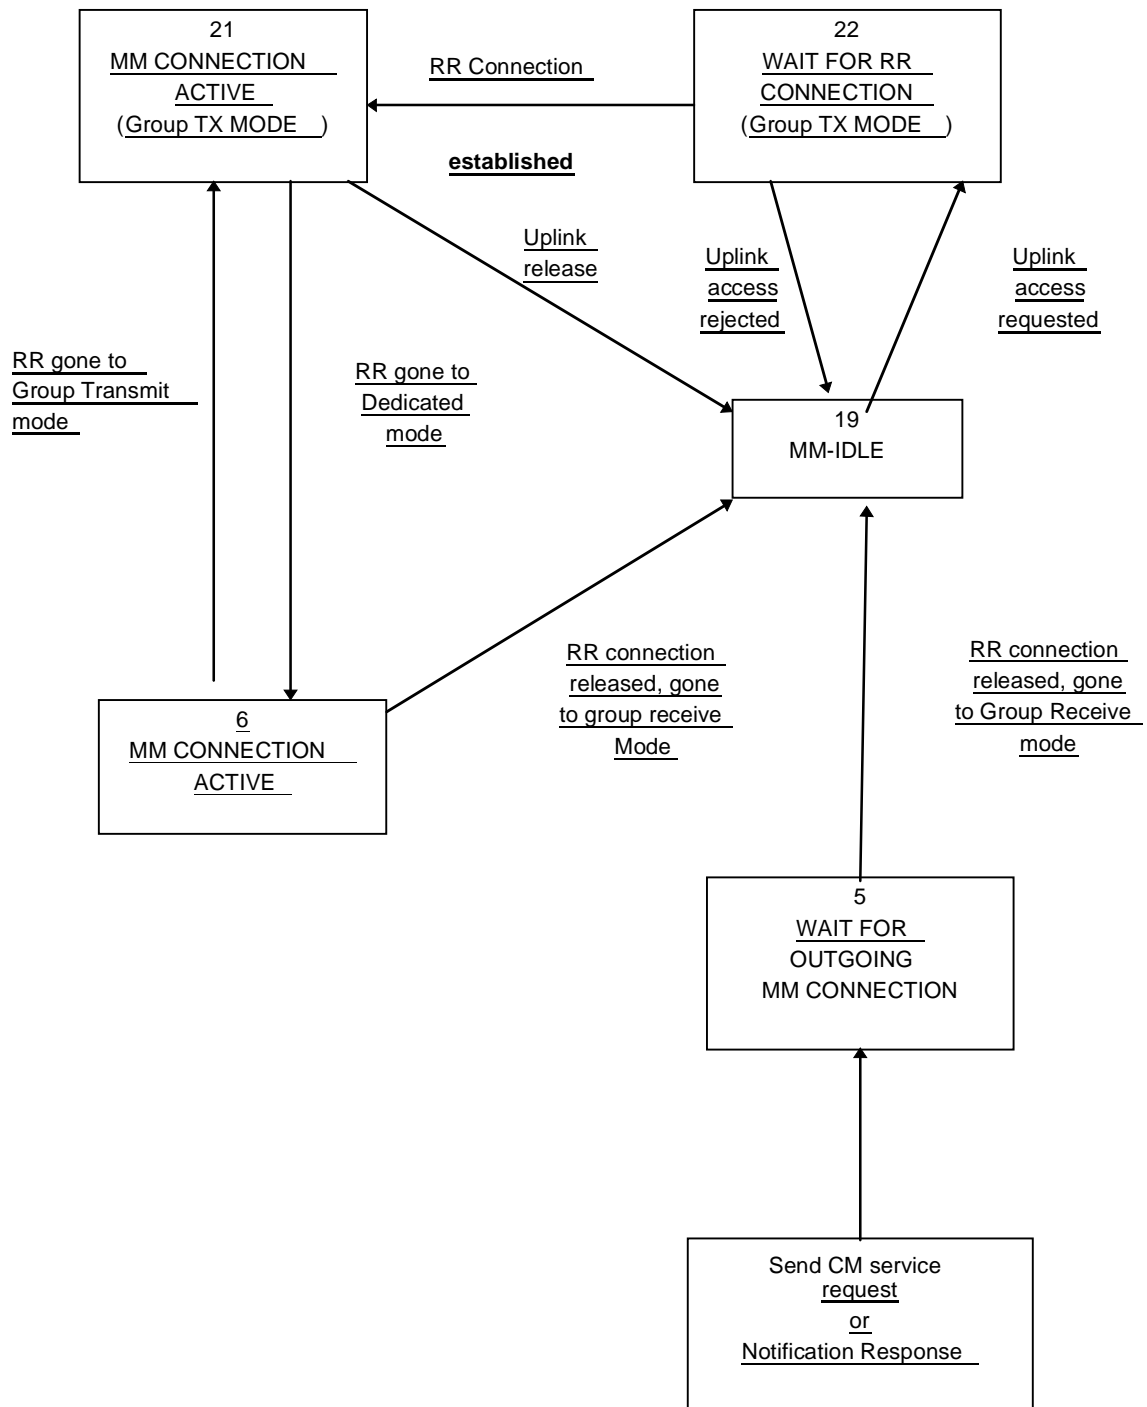 21
MM CONNECTION
ACTIVE
(Group TX MODE )
RR Connection
established
22
WAIT FOR RR
CONNECTION
(Group TX MODE )
Uplink
release
Uplink
access
rejected
Uplink
access
requested
RR gone to
Group Transmit
mode
RR gone to
Dedicated
mode
19
MM-IDLE
RR connection
released, gone
to group receive
Mode
RR connection
released, gone
to Group Receive
mode
6
MM CONNECTION
ACTIVE
5
WAIT FOR
OUTGOING
MM CONNECTION
Send CM service
request
or
Notification Response